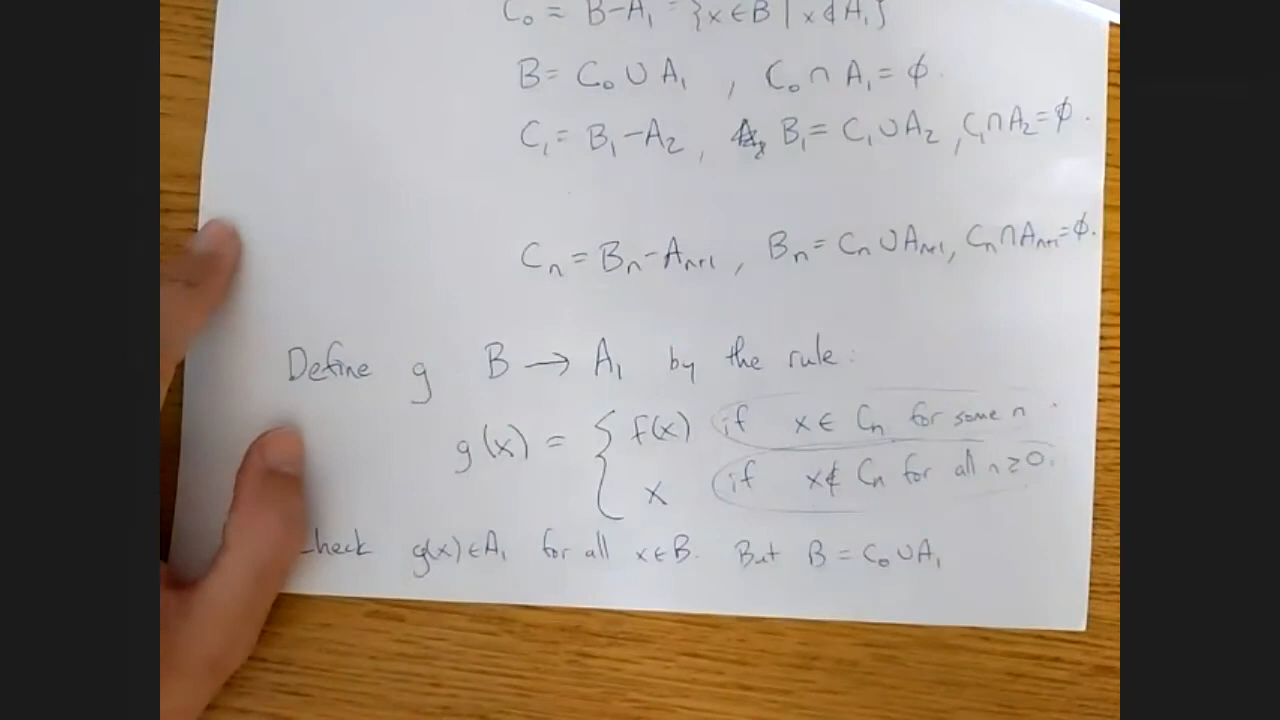 C₀ = B-A₁ = {x ∈ B | x ∉ A₁}
B = C₀ ∪ A₁ , C₀ ∩ A₁ = ∅.
C₁ = B₁ - A₂ , B₁ = C₁ ∪ A₂ , C₁ ∩ A₂ = ∅.
Cₙ = Bₙ - Aₙ₊₁ , Bₙ = Cₙ ∪ Aₙ₊₁ , Cₙ ∩ Aₙ₊₁ = ∅.
Define g B → A₁ by the rule:
g(x) = { f(x) if x ∈ Cₙ for some n.
x if x ∉ Cₙ for all n ≥ 0.
Check g(x) ∈ A₁ for all x ∈ B. But B = C₀ ∪ A₁